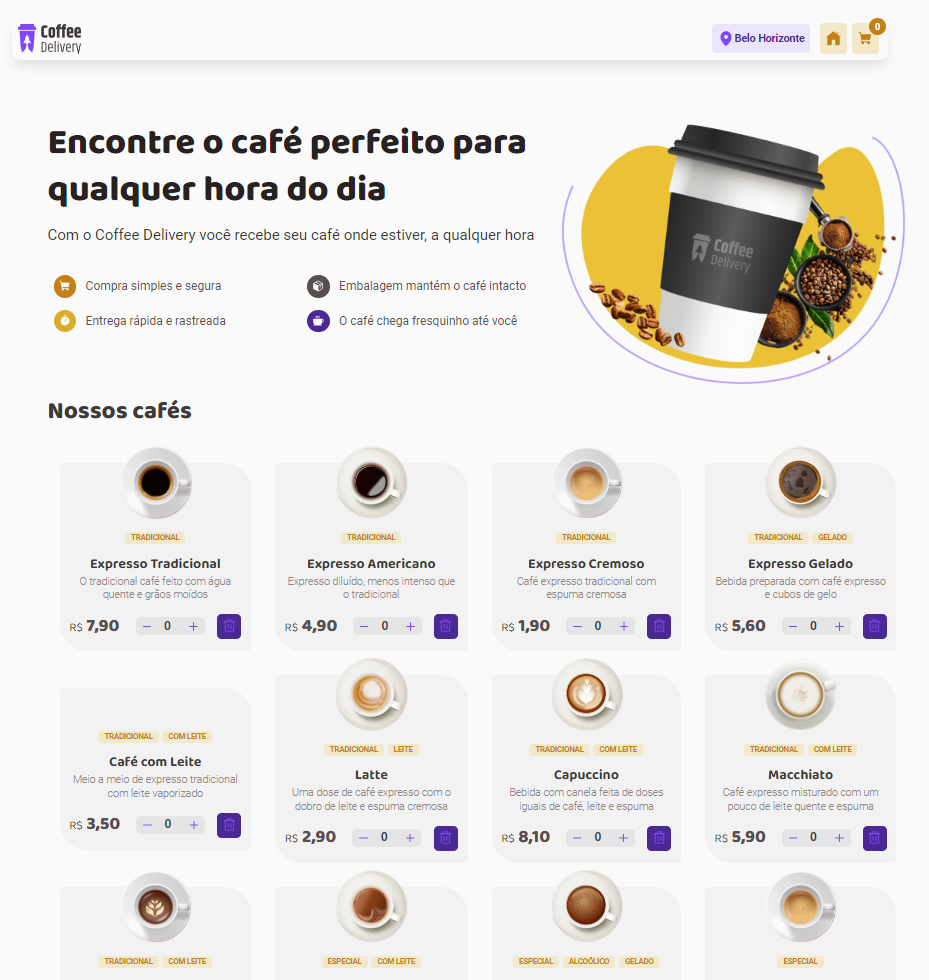 Coffee
Delivery
Belo Horizonte
0
Encontre o café perfeito para
qualquer hora do dia
Com o Coffee Delivery você recebe seu café onde estiver, a qualquer hora
Compra simples e segura
Embalagem mantém o café intacto
Entrega rápida e rastreada
O café chega fresquinho até você
Coffee
Delivery
Nossos cafés
TRADICIONAL
Expresso Tradicional
O tradicional café feito com água
quente e grãos moídos
R$ 7,90 − 0 +
TRADICIONAL
Expresso Americano
Expresso diluído, menos intenso que
o tradicional
R$ 4,90 − 0 +
TRADICIONAL
Expresso Cremoso
Café expresso tradicional com
espuma cremosa
R$ 1,90 − 0 +
TRADICIONAL GELADO
Expresso Gelado
Bebida preparada com café expresso
e cubos de gelo
R$ 5,60 − 0 +
TRADICIONAL COM LEITE
Café com Leite
Meio a meio de expresso tradicional
com leite vaporizado
R$ 3,50 − 0 +
TRADICIONAL LEITE
Latte
Uma dose de café expresso com o
dobro de leite e espuma cremosa
R$ 2,90 − 0 +
TRADICIONAL COM LEITE
Capuccino
Bebida com canela feita de doses
iguais de café, leite e espuma
R$ 8,10 − 0 +
TRADICIONAL COM LEITE
Macchiato
Café expresso misturado com um
pouco de leite quente e espuma
R$ 5,90 − 0 +
TRADICIONAL COM LEITE
ESPECIAL COM LEITE
ESPECIAL ALCOÓLICO GELADO
ESPECIAL